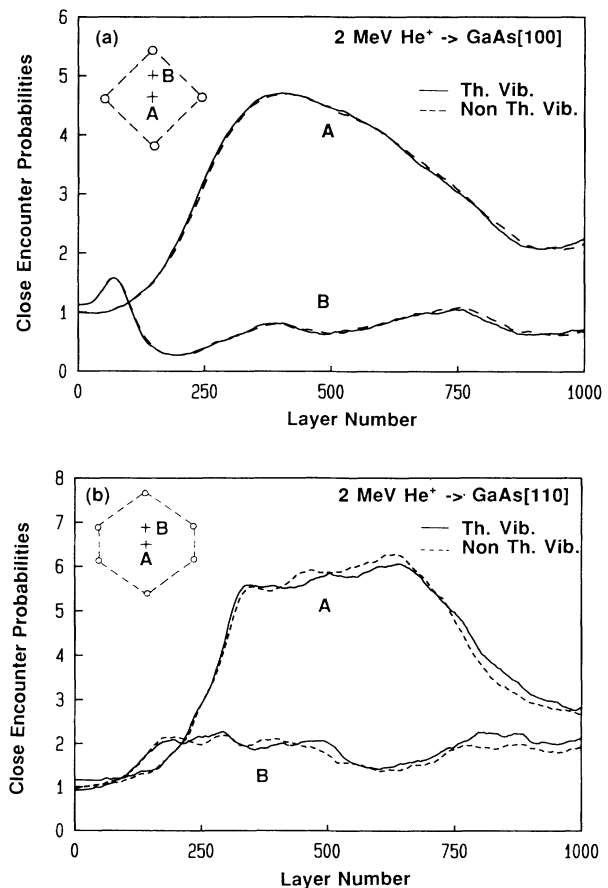 (a)
2 MeV He⁺ -> GaAs[100]
B
A
Th. Vib.
Non Th. Vib.
A
B
Close Encounter Probabilities
6
5
4
3
2
1
0
0 250 500 750 1000
Layer Number
(b)
2 MeV He⁺ -> GaAs[110]
B
A
Th. Vib.
Non Th. Vib.
A
B
Close Encounter Probabilities
8
7
6
5
4
3
2
1
0
0 250 500 750 1000
Layer Number